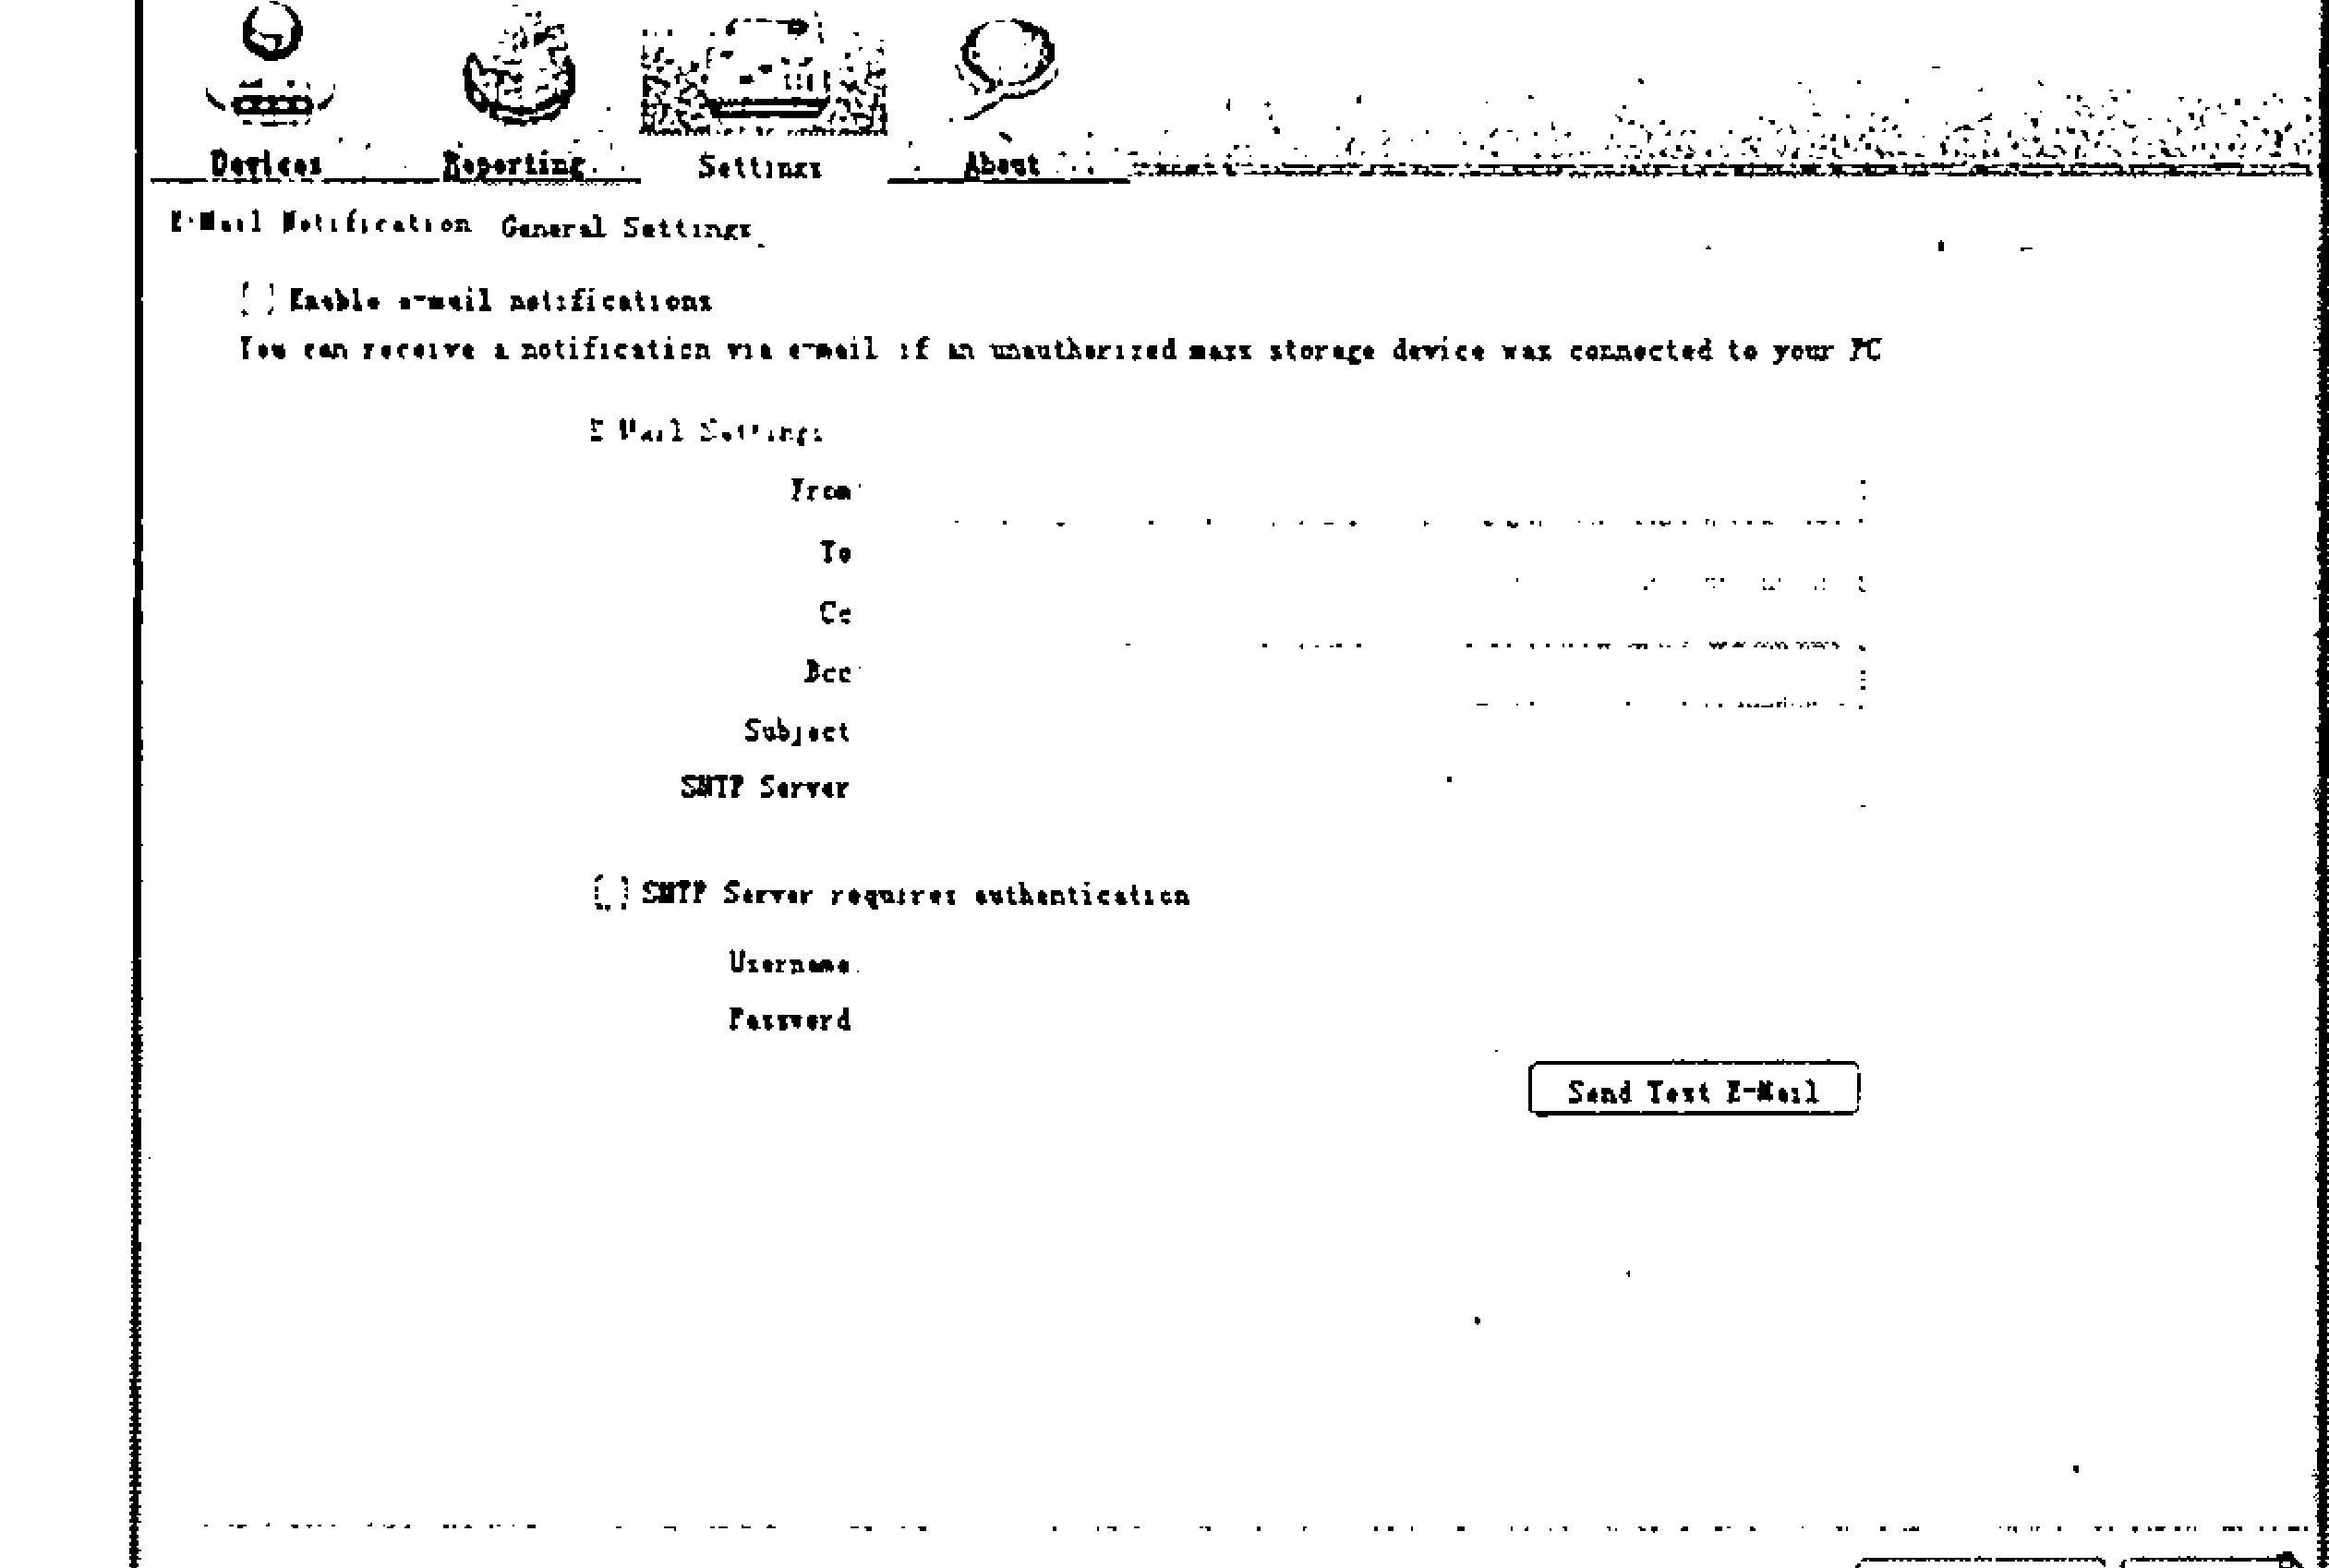 Devices Reporting Settings About
E-Mail Notification General Settings
Enable e-mail notifications
You can receive a notification via e-mail if an unauthorized mass storage device was connected to your PC
E-Mail Settings
From:
To
Cc
Bcc:
Subject
SMTP Server
SMTP Server requires authentication
Username:
Password
Send Test E-Mail